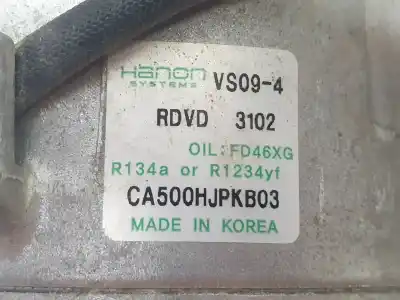 Hanon VS09-4
SYSTEMS
RDVD 3102
OIL:FD46XG
R134a or R1234yf
CA500HJPKB03
MADE IN KOREA